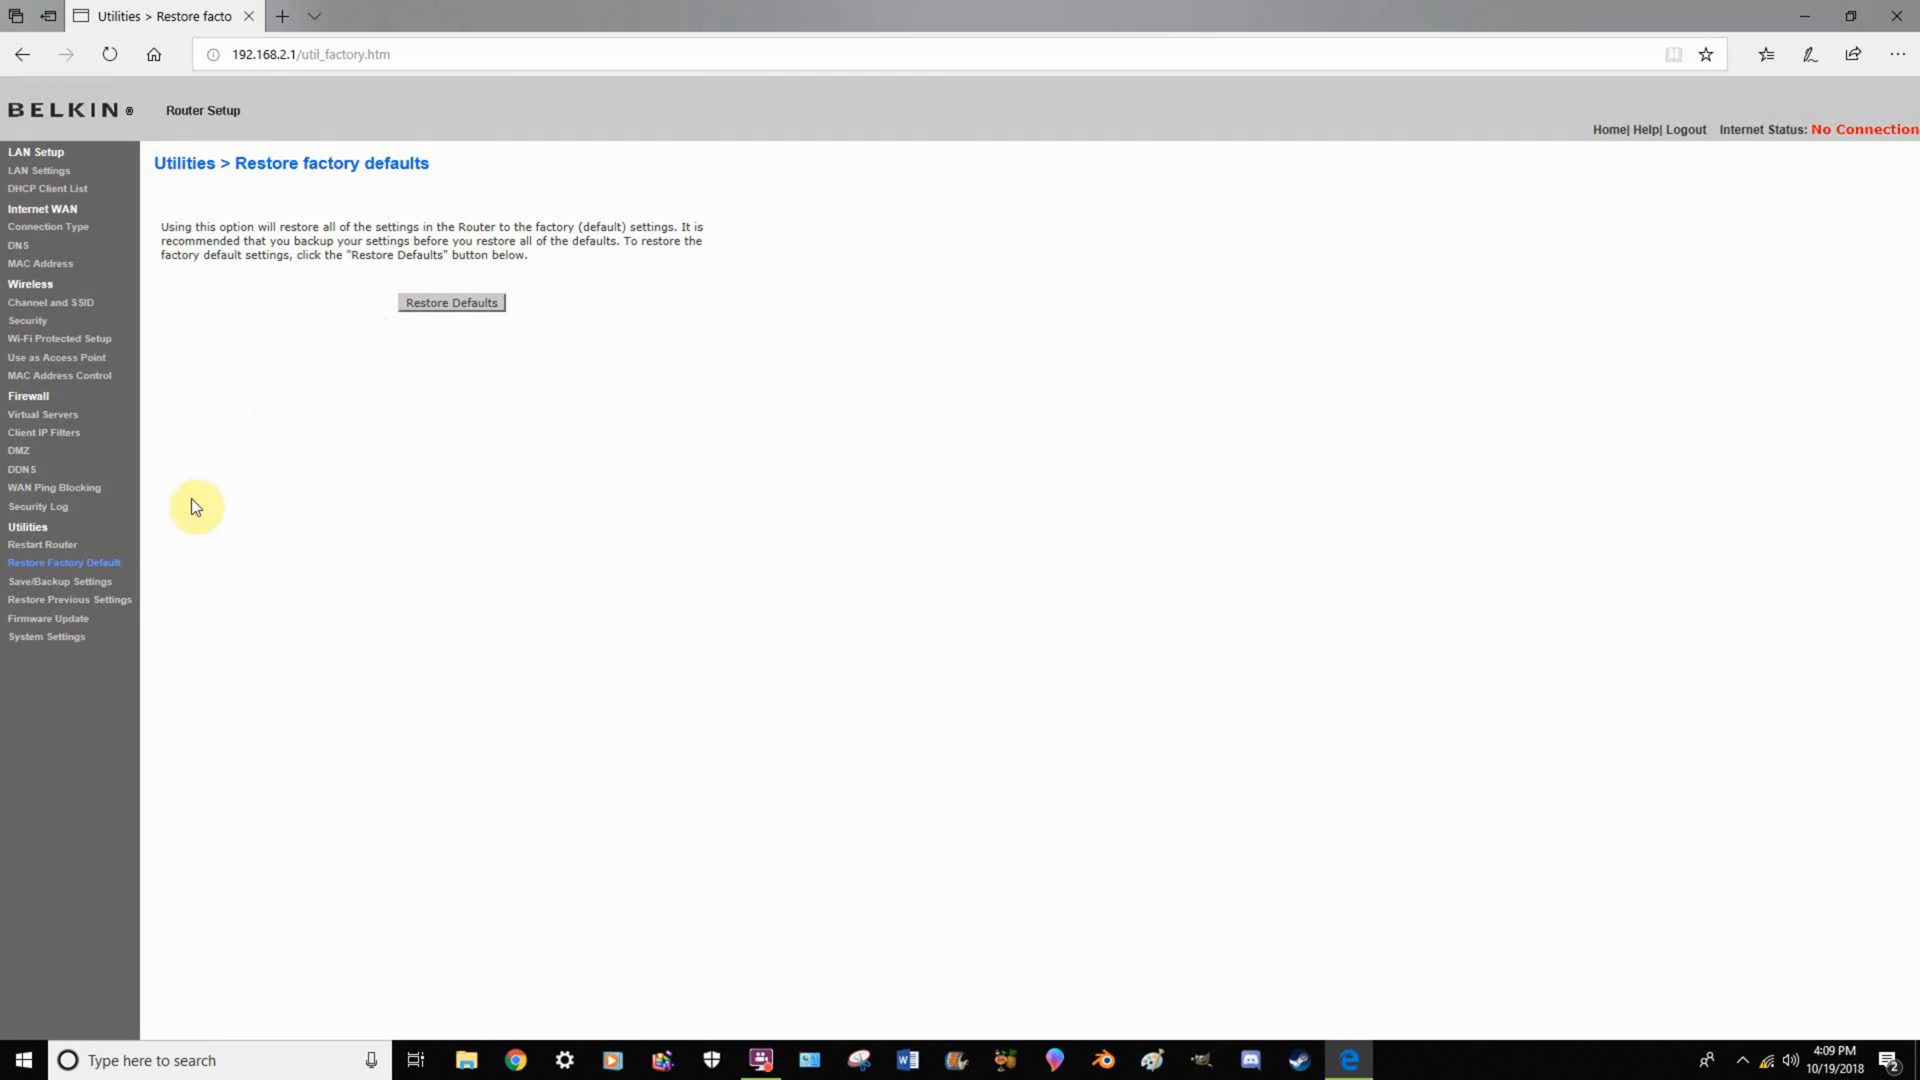 Utilities > Restore facto
192.168.2.1/util_factory.htm
BELKIN ® Router Setup
Home| Help| Logout Internet Status: No Connection
LAN Setup
LAN Settings
DHCP Client List
Internet WAN
Connection Type
DNS
MAC Address
Wireless
Channel and SSID
Security
Wi-Fi Protected Setup
Use as Access Point
MAC Address Control
Firewall
Virtual Servers
Client IP Filters
DMZ
DDNS
WAN Ping Blocking
Security Log
Utilities
Restart Router
Restore Factory Default
Save/Backup Settings
Restore Previous Settings
Firmware Update
System Settings
Utilities > Restore factory defaults
Using this option will restore all of the settings in the Router to the factory (default) settings. It is
recommended that you backup your settings before you restore all of the defaults. To restore the
factory default settings, click the "Restore Defaults" button below.
Restore Defaults
Type here to search
4:09 PM
10/19/2018
2